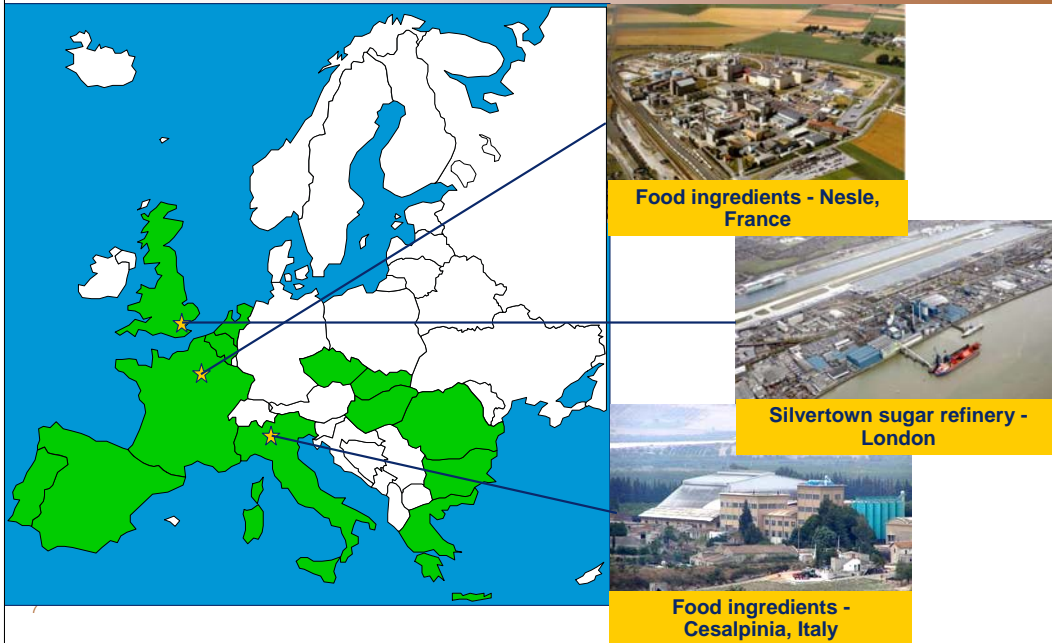 Food ingredients - Nesle,
France
Silvertown sugar refinery -
London
Food ingredients -
Cesalpinia, Italy